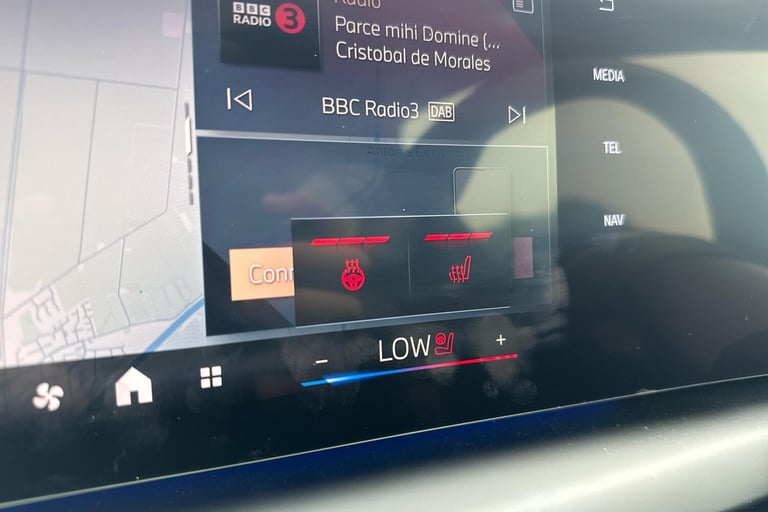 Radio
BBC
RADIO 3
Parce mihi Domine (...
Cristobal de Morales
BBC Radio3 DAB
MEDIA
TEL
NAV
Conn
− LOW +